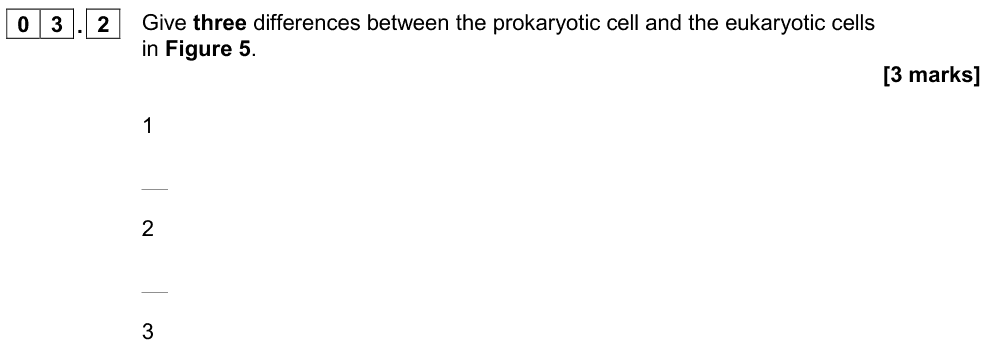 0 3 . 2 Give three differences between the prokaryotic cell and the eukaryotic cells
in Figure 5.
[3 marks]
1
2
3